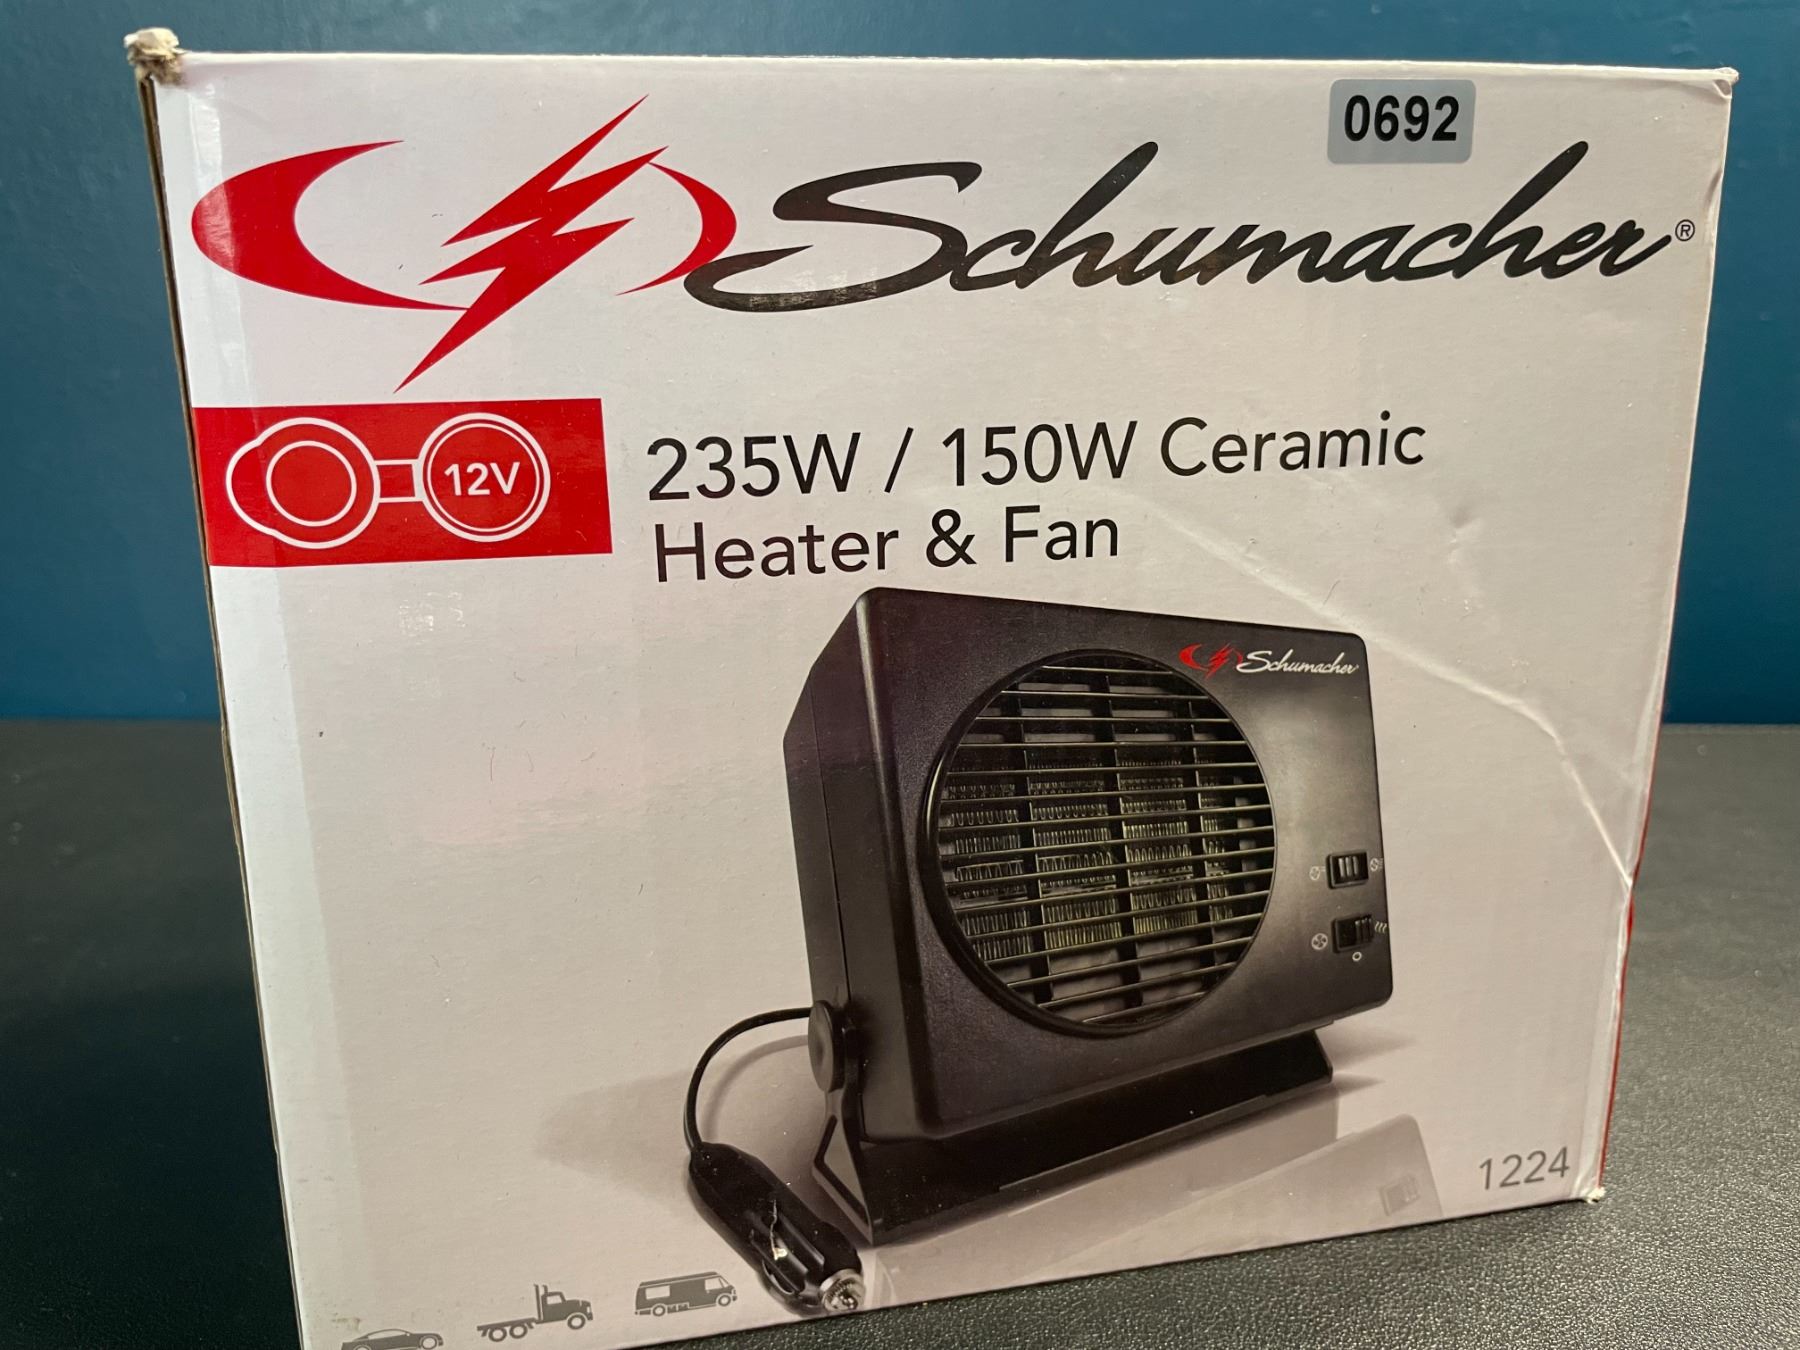 0692
Schumacher®
12V
235W / 150W Ceramic
Heater & Fan
Schumacher
1224